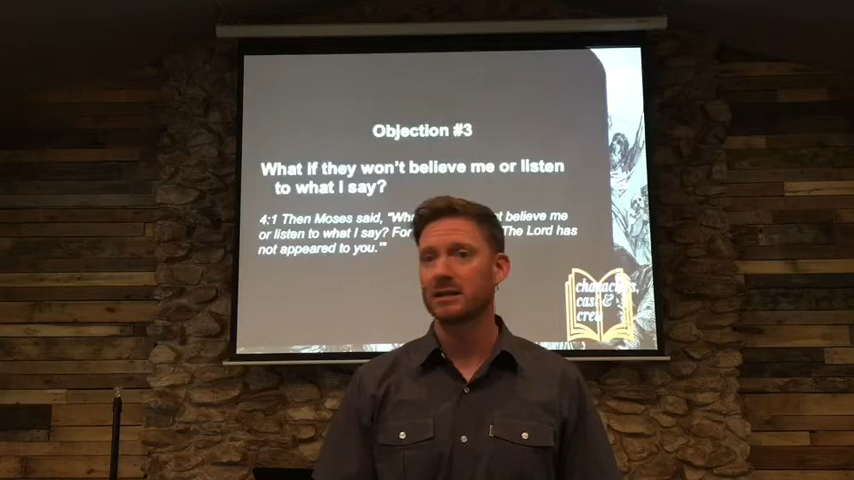 Objection #3
What If they won't believe me or listen
to what I say?
4:1 Then Moses said, "What believe me
or listen to what I say? For The Lord has
not appeared to you.'"
characters,
cast &
crew